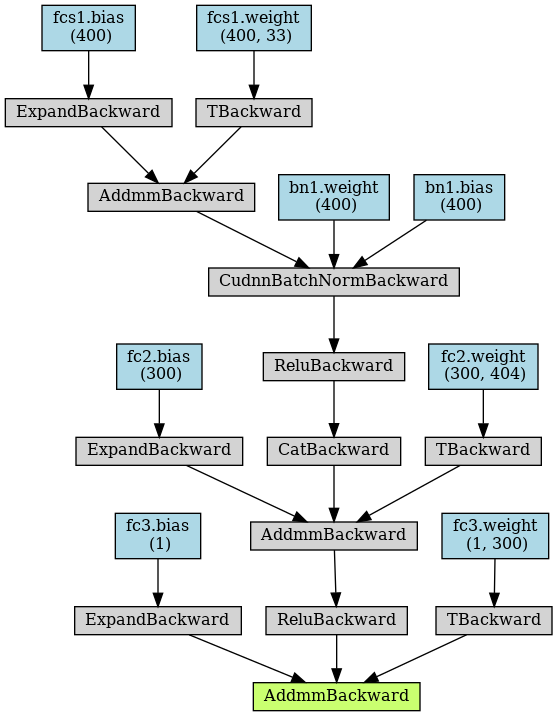 fcs1.bias
(400)
fcs1.weight
(400, 33)
ExpandBackward
TBackward
AddmmBackward
bn1.weight
(400)
bn1.bias
(400)
CudnnBatchNormBackward
fc2.bias
(300)
ReluBackward
fc2.weight
(300, 404)
ExpandBackward
CatBackward
TBackward
fc3.bias
(1)
AddmmBackward
fc3.weight
(1, 300)
ExpandBackward
ReluBackward
TBackward
AddmmBackward